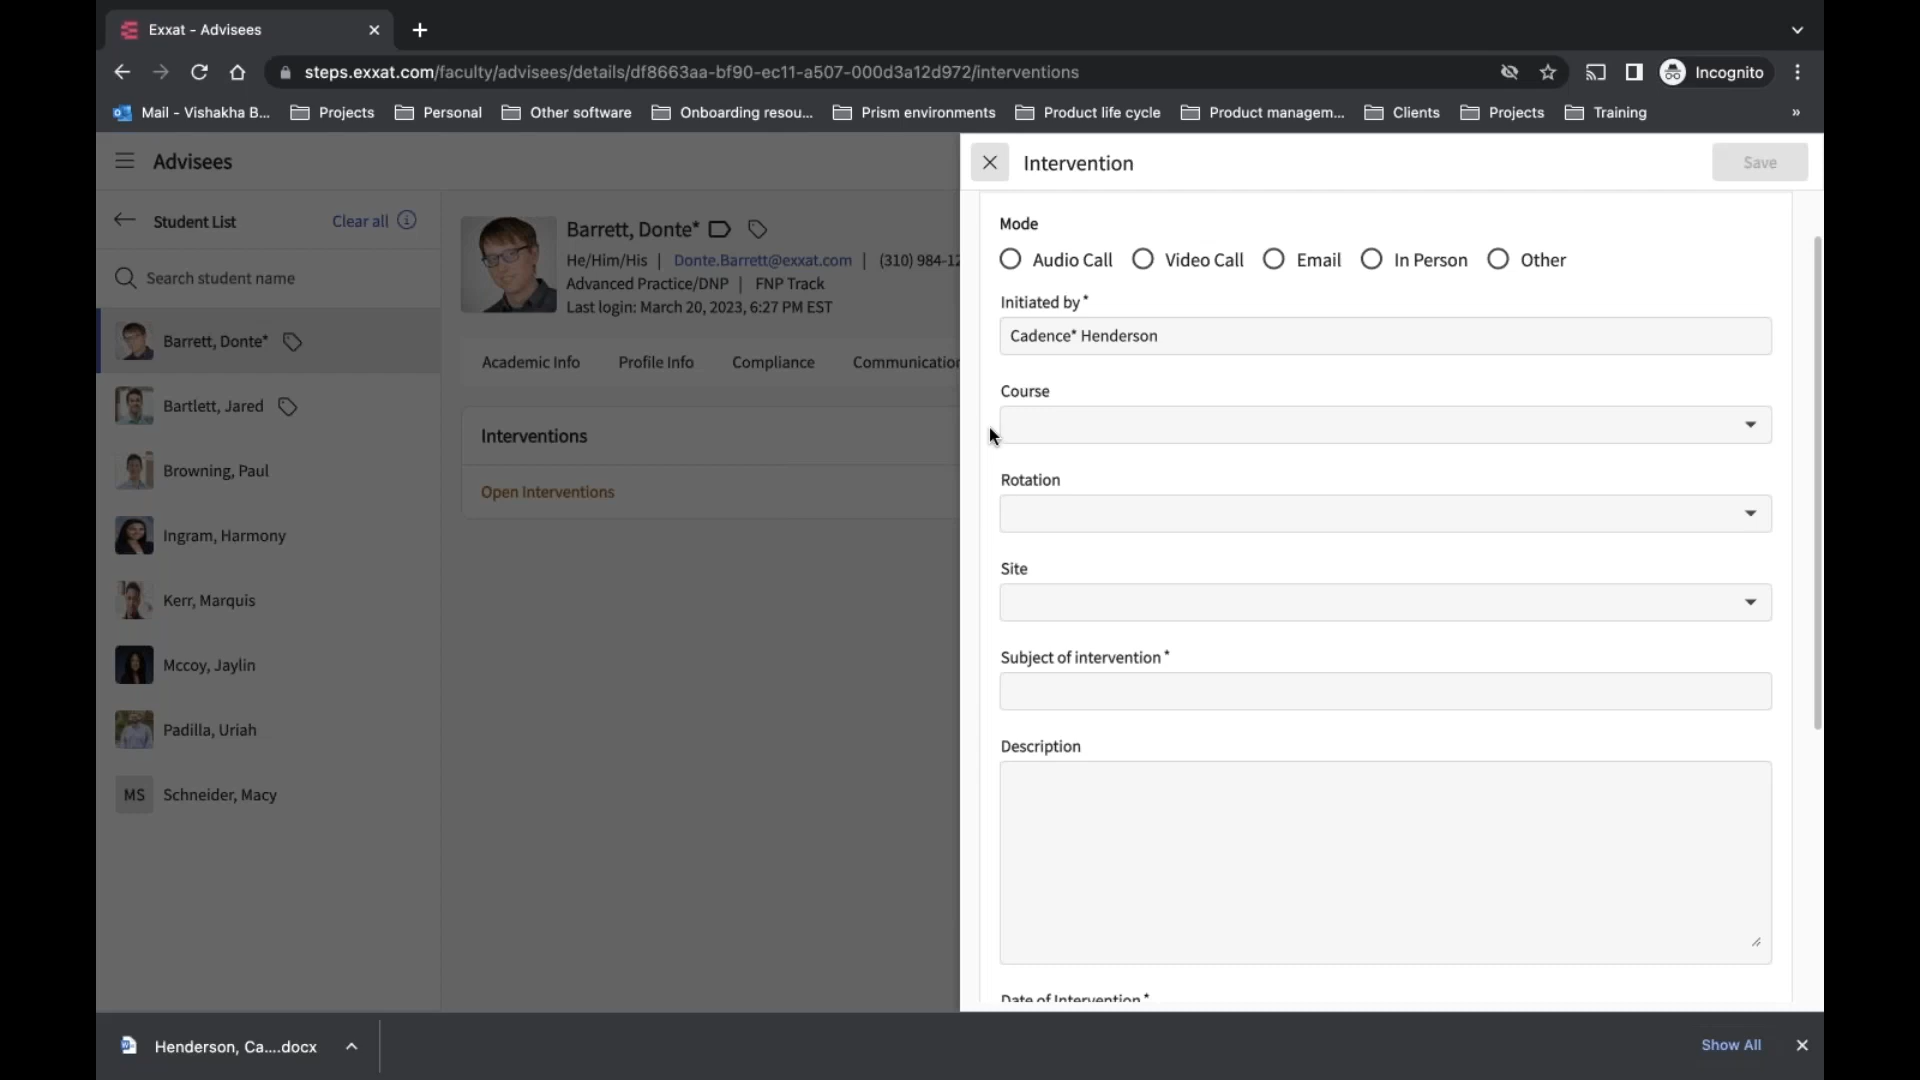 Exxat - Advisees
steps.exxat.com/faculty/advisees/details/df8663aa-bf90-ec11-a507-000d3a12d972/interventions
Incognito
Mail - Vishakha B...
Projects
Personal
Other software
Onboarding resou...
Prism environments
Product life cycle
Product managem...
Clients
Projects
Training
»
Advisees
Student List
Clear all
Search student name
Barrett, Donte*
Bartlett, Jared
Browning, Paul
Ingram, Harmony
Kerr, Marquis
Mccoy, Jaylin
Padilla, Uriah
MS
Schneider, Macy
Barrett, Donte*
He/Him/His | Donte.Barrett@exxat.com | (310) 984-12
Advanced Practice/DNP | FNP Track
Last login: March 20, 2023, 6:27 PM EST
Academic Info
Profile Info
Compliance
Communication
Interventions
Open Interventions
Intervention
Save
Mode
Audio Call
Video Call
Email
In Person
Other
Initiated by*
Cadence* Henderson
Course
Rotation
Site
Subject of intervention*
Description
Date of Intervention*
Henderson, Ca....docx
Show All